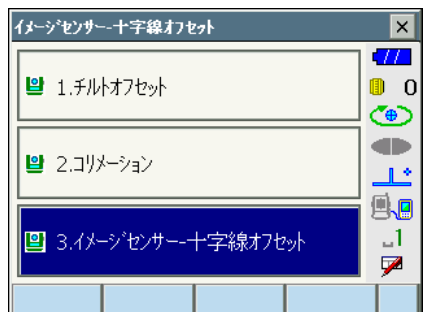 イメージセンサー-十字線オフセット
1.チルトオフセット
0
2.コリメーション
3.イメージセンサー-十字線オフセット
1